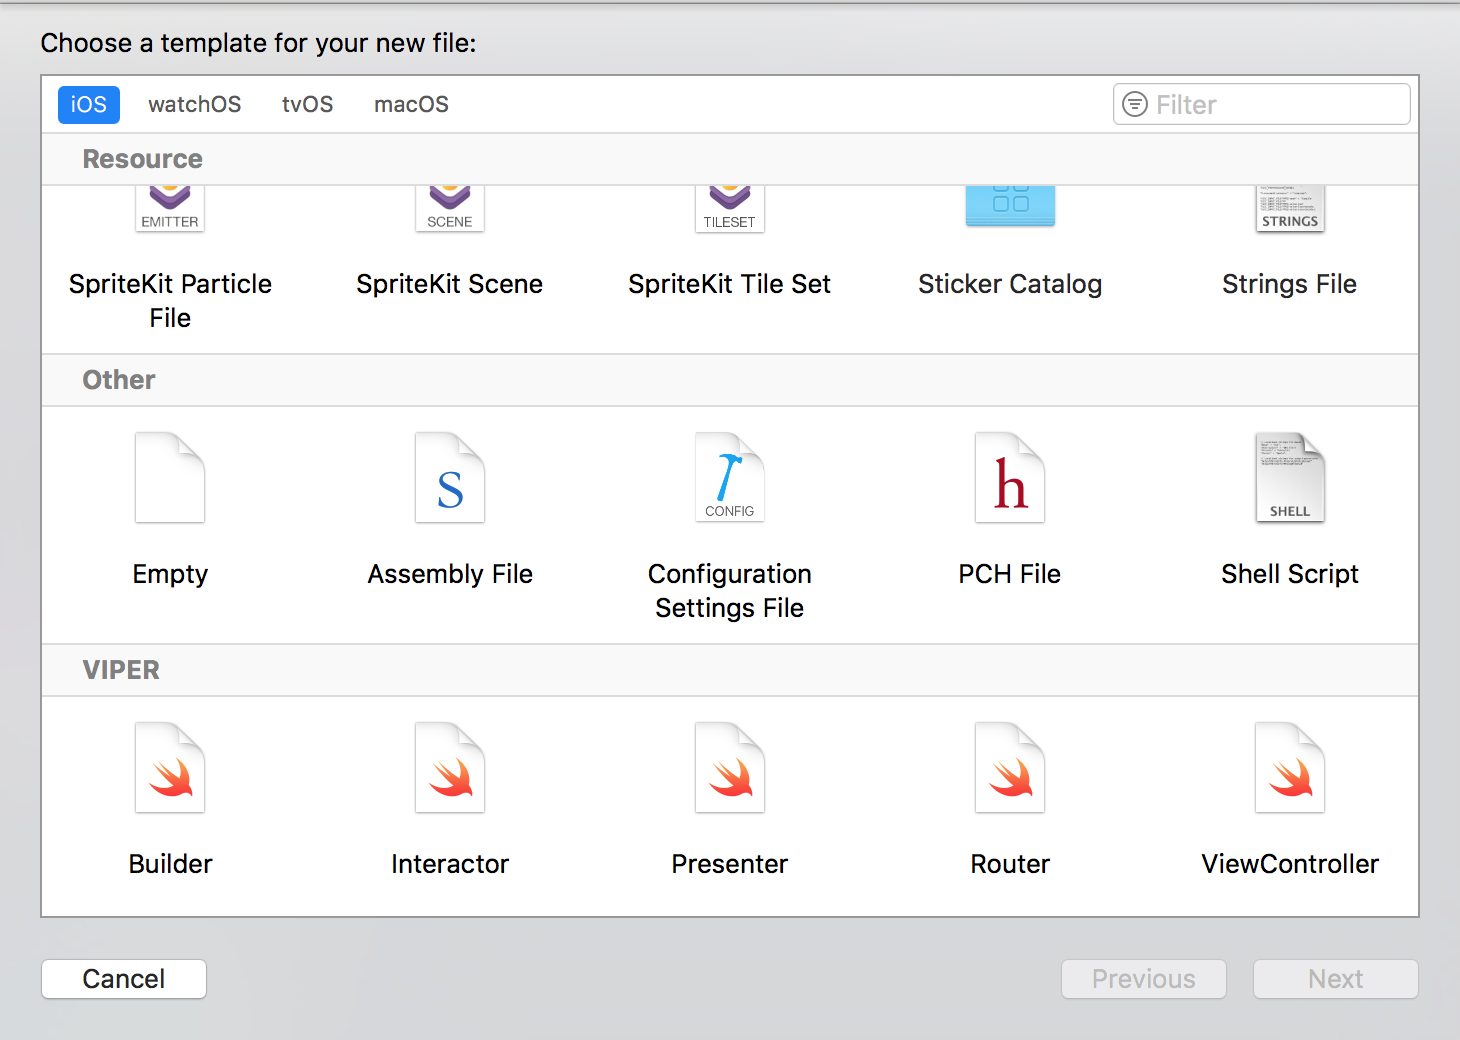 Choose a template for your new file:
iOS watchOS tvOS macOS Filter
Resource
EMITTER SCENE TILESET STRINGS
SpriteKit Particle File SpriteKit Scene SpriteKit Tile Set Sticker Catalog Strings File
Other
S CONFIG h SHELL
Empty Assembly File Configuration Settings File PCH File Shell Script
VIPER
Builder Interactor Presenter Router ViewController
Cancel Previous Next